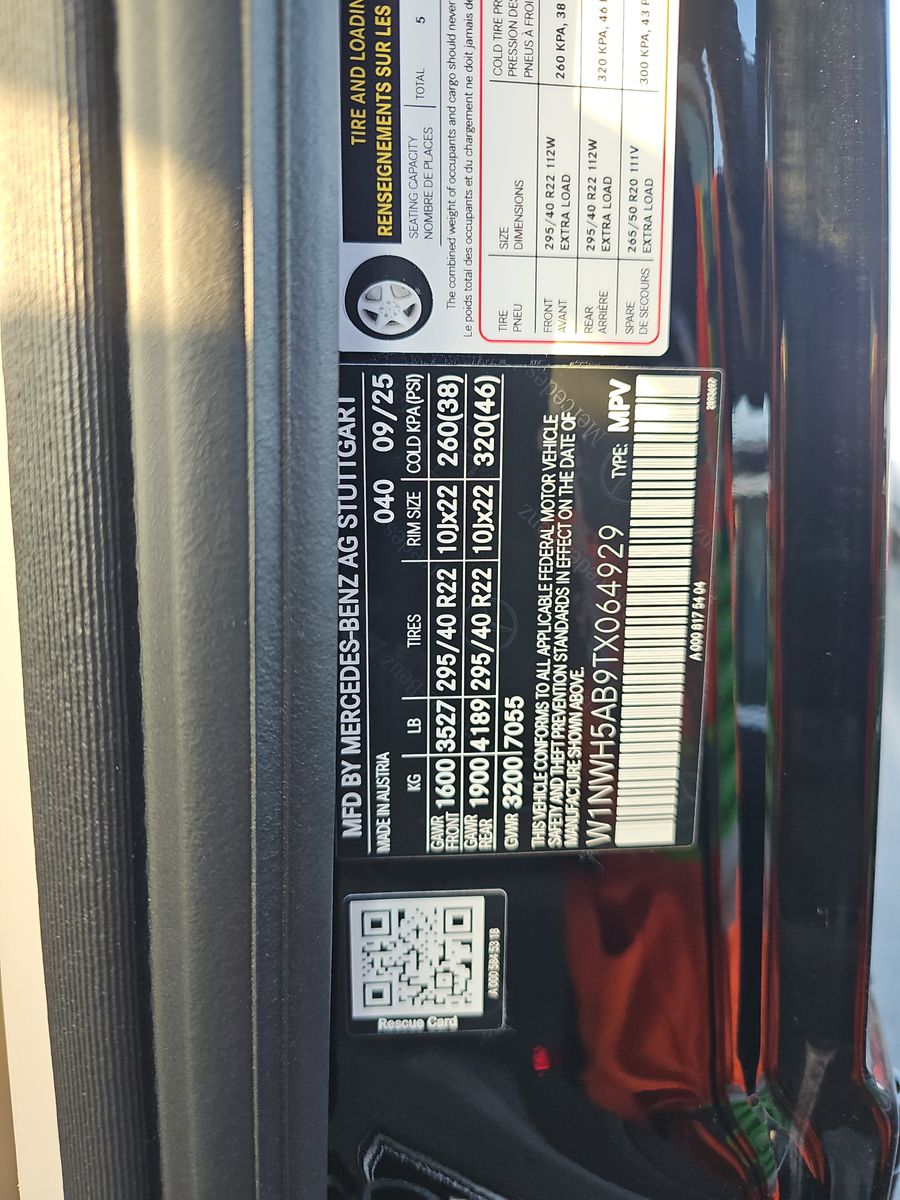 MFD BY MERCEDES-BENZ AG STUTTGART
MADE IN AUSTRIA 040 09/25
KG LB TIRES RIM SIZE COLD KPA (PSI)
GAWR FRONT 1600 3527 295/40 R22 10Jx22 260(38)
GAWR REAR 1900 4189 295/40 R22 10Jx22 320(46)
GVWR 3200 7055
THIS VEHICLE CONFORMS TO ALL APPLICABLE FEDERAL MOTOR VEHICLE
SAFETY AND THEFT PREVENTION STANDARDS IN EFFECT ON THE DATE OF
MANUFACTURE SHOWN ABOVE.
W1NWH5AB9TX064929 TYPE: MPV
A 000 817 54 04
Rescue Card
A 000 584 53 18
TIRE AND LOADIN
RENSEIGNEMENTS SUR LES
SEATING CAPACITY
NOMBRE DE PLACES
TOTAL 5
The combined weight of occupants and cargo should never
Le poids total des occupants et du chargement ne doit jamais dé
TIRE SIZE COLD TIRE PR
PNEU DIMENSIONS PRESSION DES
PNEUS À FROI
FRONT 295/40 R22 112W 260 KPA, 38
AVANT EXTRA LOAD
REAR 295/40 R22 112W 320 KPA, 46
ARRIÈRE EXTRA LOAD
SPARE 265/50 R20 111V 300 KPA, 43
DE SECOURS EXTRA LOAD